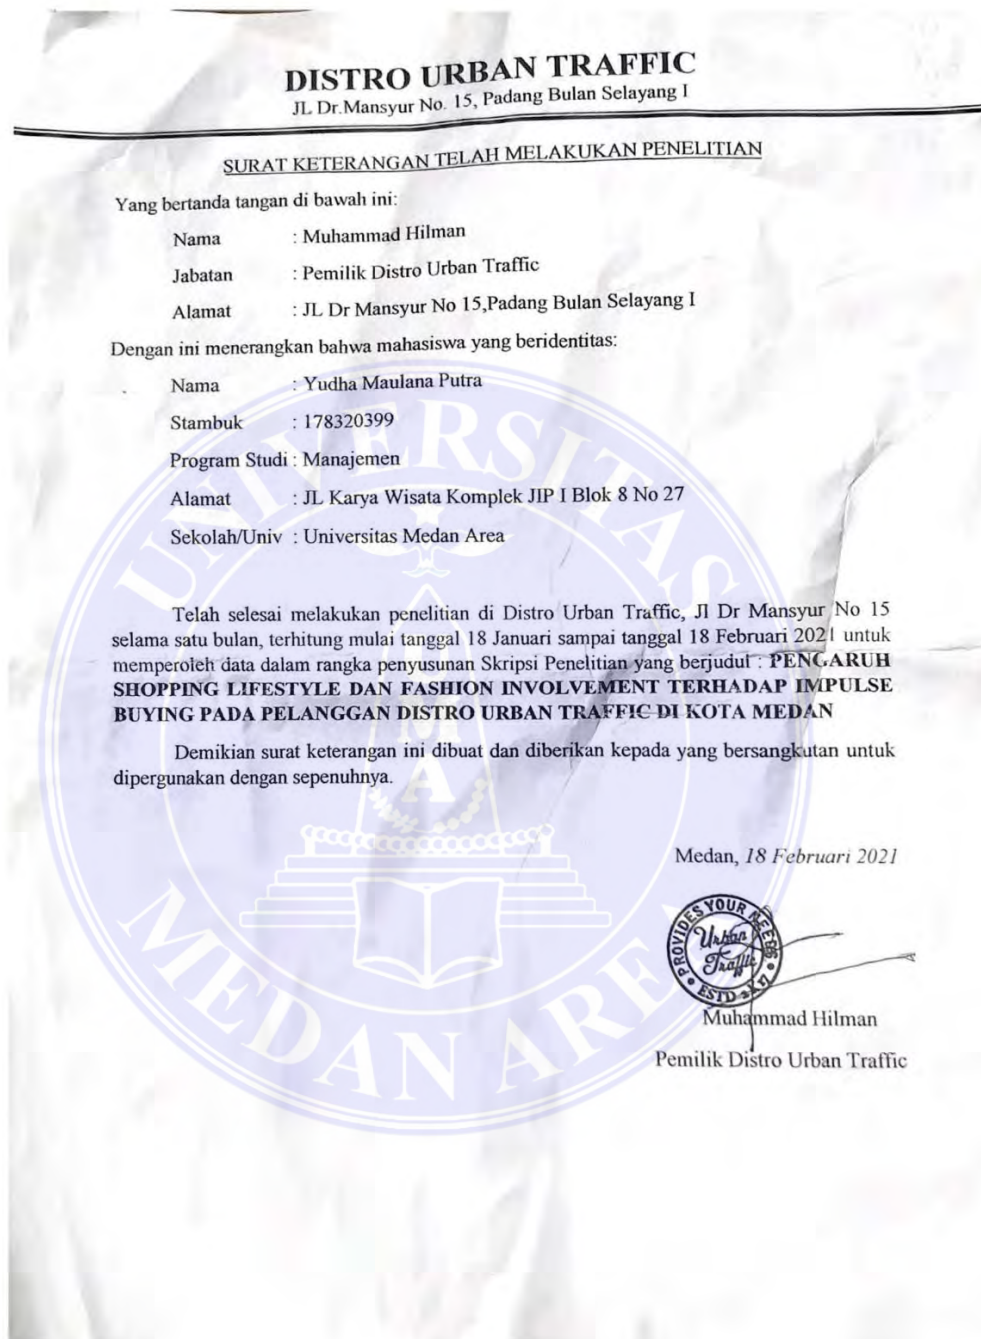 DISTRO URBAN TRAFFIC
JL Dr.Mansyur No. 15, Padang Bulan Selayang I
SURAT KETERANGAN TELAH MELAKUKAN PENELITIAN
Yang bertanda tangan di bawah ini:
Nama : Muhammad Hilman
Jabatan : Pemilik Distro Urban Traffic
Alamat : JL Dr Mansyur No 15,Padang Bulan Selayang I
Dengan ini menerangkan bahwa mahasiswa yang beridentitas:
Nama : Yudha Maulana Putra
Stambuk : 178320399
Program Studi : Manajemen
Alamat : JL Karya Wisata Komplek JIP I Blok 8 No 27
Sekolah/Univ : Universitas Medan Area
Telah selesai melakukan penelitian di Distro Urban Traffic, Jl Dr Mansyur No 15
selama satu bulan, terhitung mulai tanggal 18 Januari sampai tanggal 18 Februari 2021 untuk
memperoleh data dalam rangka penyusunan Skripsi Penelitian yang berjudul : PENGARUH
SHOPPING LIFESTYLE DAN FASHION INVOLVEMENT TERHADAP IMPULSE
BUYING PADA PELANGGAN DISTRO URBAN TRAFFIC DI KOTA MEDAN
Demikian surat keterangan ini dibuat dan diberikan kepada yang bersangkutan untuk
dipergunakan dengan sepenuhnya.
Medan, 18 Februari 2021
PROVIDES YOUR NEEDS
Urban
Traffic
ESTD 2K17
Muhammad Hilman
Pemilik Distro Urban Traffic
UNIVERSITAS
UMA
MEDAN AREA